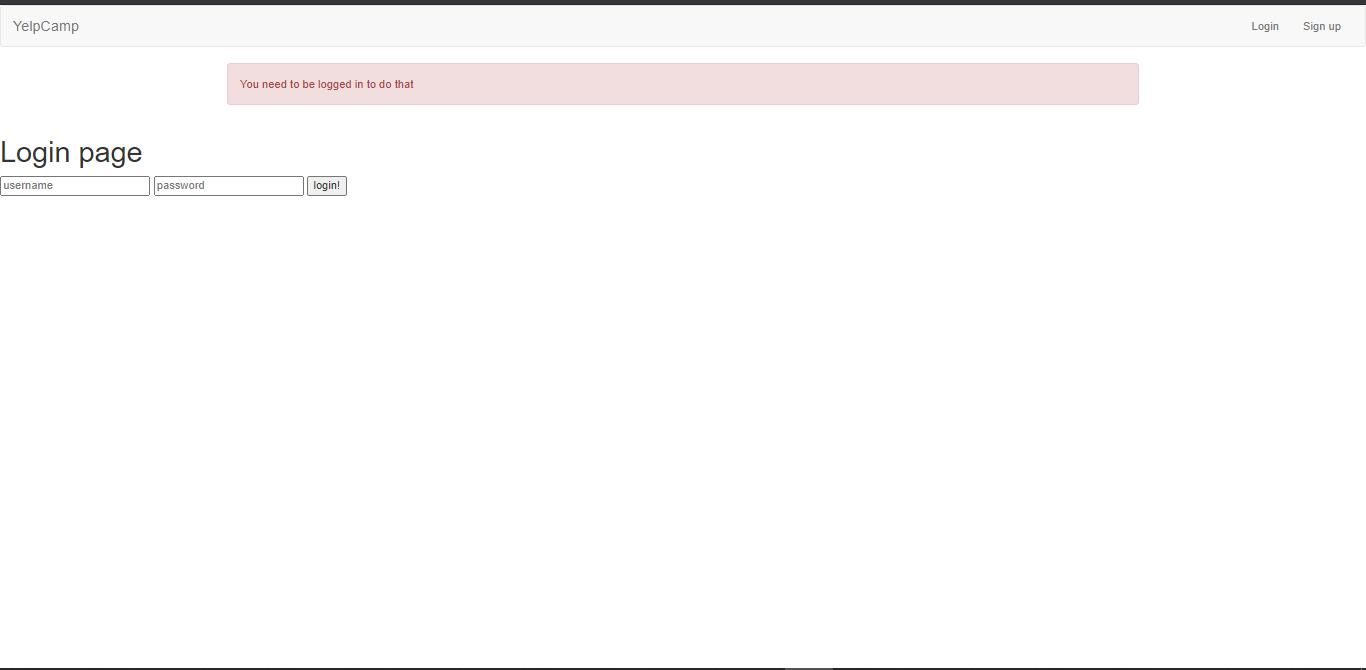 YelpCamp Login Sign up
You need to be logged in to do that
Login page
username password login!